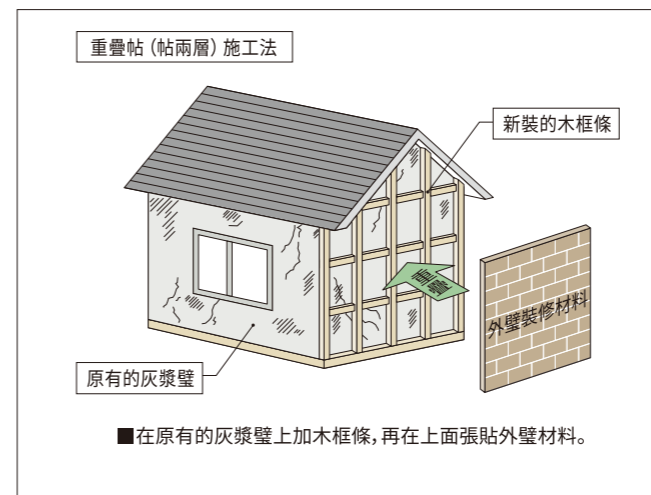 重疊帖（帖兩層）施工法
新裝的木框條
重疊
外壁裝修材料
原有的灰漿壁
■在原有的灰漿壁上加木框條，再在上面張貼外壁材料。